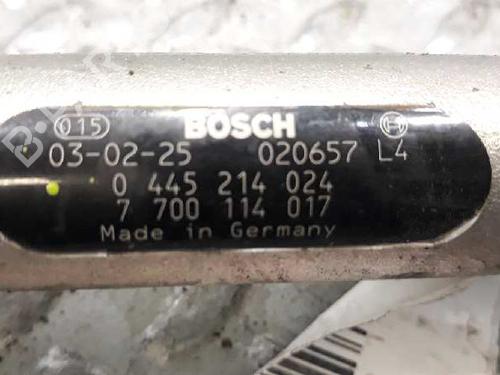 015 BOSCH
03-02-25 020657 L4
0 445 214 024
7 700 114 017
Made in Germany